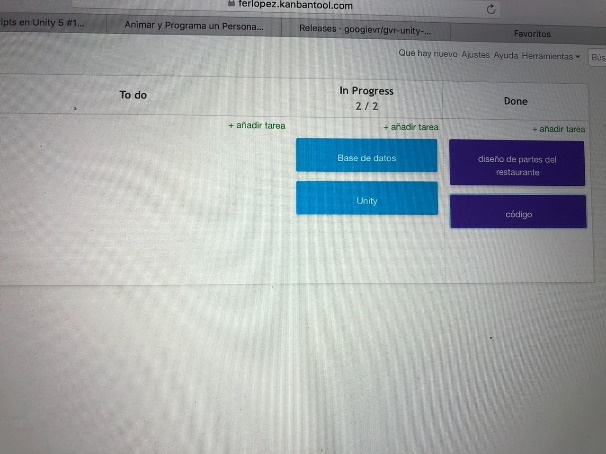 ferlopez.kanbantool.com
ipts en Unity 5 #1... Animar y Programa un Persona... Releases · googlevr/gvr-unity-... Favoritos
Que hay nuevo Ajustes Ayuda Herramientas
Bús
To do
In Progress
2 / 2
Done
+ añadir tarea + añadir tarea + añadir tarea
Base de datos
Unity
diseño de partes del
restaurante
código